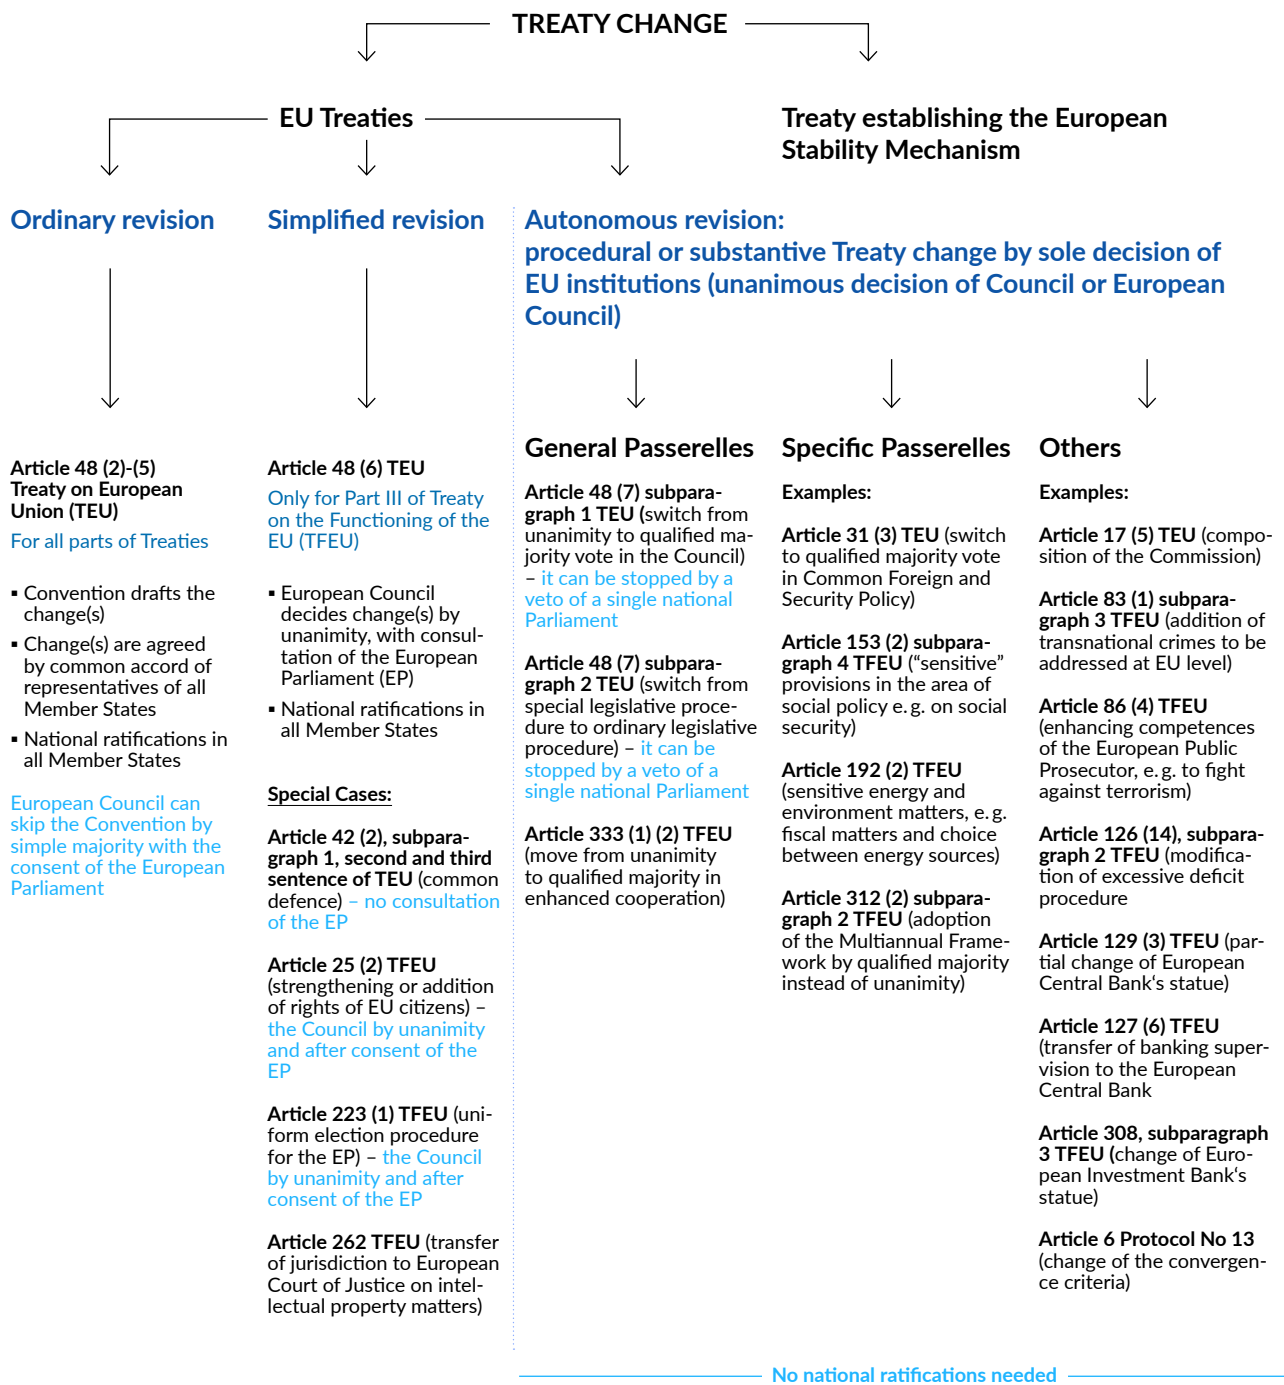 TREATY CHANGE
EU Treaties
Treaty establishing the European
Stability Mechanism
Ordinary revision
Simplified revision
Autonomous revision:
procedural or substantive Treaty change by sole decision of
EU institutions (unanimous decision of Council or European
Council)
Article 48 (2)-(5)
Treaty on European
Union (TEU)
For all parts of Treaties
▪ Convention drafts the
change(s)
▪ Change(s) are agreed
by common accord of
representatives of all
Member States
▪ National ratifications in
all Member States
European Council can
skip the Convention by
simple majority with the
consent of the European
Parliament
Article 48 (6) TEU
Only for Part III of Treaty
on the Functioning of the
EU (TFEU)
▪ European Council
decides change(s) by
unanimity, with consul-
tation of the European
Parliament (EP)
▪ National ratifications in
all Member States
Special Cases:
Article 42 (2), subpara-
graph 1, second and third
sentence of TEU (common
defence) – no consultation
of the EP
Article 25 (2) TFEU
(strengthening or addition
of rights of EU citizens) –
the Council by unanimity
and after consent of the
EP
Article 223 (1) TFEU (uni-
form election procedure
for the EP) – the Council
by unanimity and after
consent of the EP
Article 262 TFEU (transfer
of jurisdiction to European
Court of Justice on intel-
lectual property matters)
General Passerelles
Article 48 (7) subpara-
graph 1 TEU (switch from
unanimity to qualified ma-
jority vote in the Council)
– it can be stopped by a
veto of a single national
Parliament
Article 48 (7) subpara-
graph 2 TEU (switch from
special legislative proce-
dure to ordinary legislative
procedure) – it can be
stopped by a veto of a
single national Parliament
Article 333 (1) (2) TFEU
(move from unanimity
to qualified majority in
enhanced cooperation)
Specific Passerelles
Examples:
Article 31 (3) TEU (switch
to qualified majority vote
in Common Foreign and
Security Policy)
Article 153 (2) subpara-
graph 4 TFEU (“sensitive”
provisions in the area of
social policy e. g. on social
security)
Article 192 (2) TFEU
(sensitive energy and
environment matters, e. g.
fiscal matters and choice
between energy sources)
Article 312 (2) subpara-
graph 2 TFEU (adoption
of the Multiannual Frame-
work by qualified majority
instead of unanimity)
Others
Examples:
Article 17 (5) TEU (compo-
sition of the Commission)
Article 83 (1) subpara-
graph 3 TFEU (addition of
transnational crimes to be
addressed at EU level)
Article 86 (4) TFEU
(enhancing competences
of the European Public
Prosecutor, e. g. to fight
against terrorism)
Article 126 (14), subpara-
graph 2 TFEU (modifica-
tion of excessive deficit
procedure
Article 129 (3) TFEU (par-
tial change of European
Central Bank‘s statue)
Article 127 (6) TFEU
(transfer of banking super-
vision to the European
Central Bank
Article 308, subparagraph
3 TFEU (change of Euro-
pean Investment Bank‘s
statue)
Article 6 Protocol No 13
(change of the convergen-
ce criteria)
No national ratifications needed